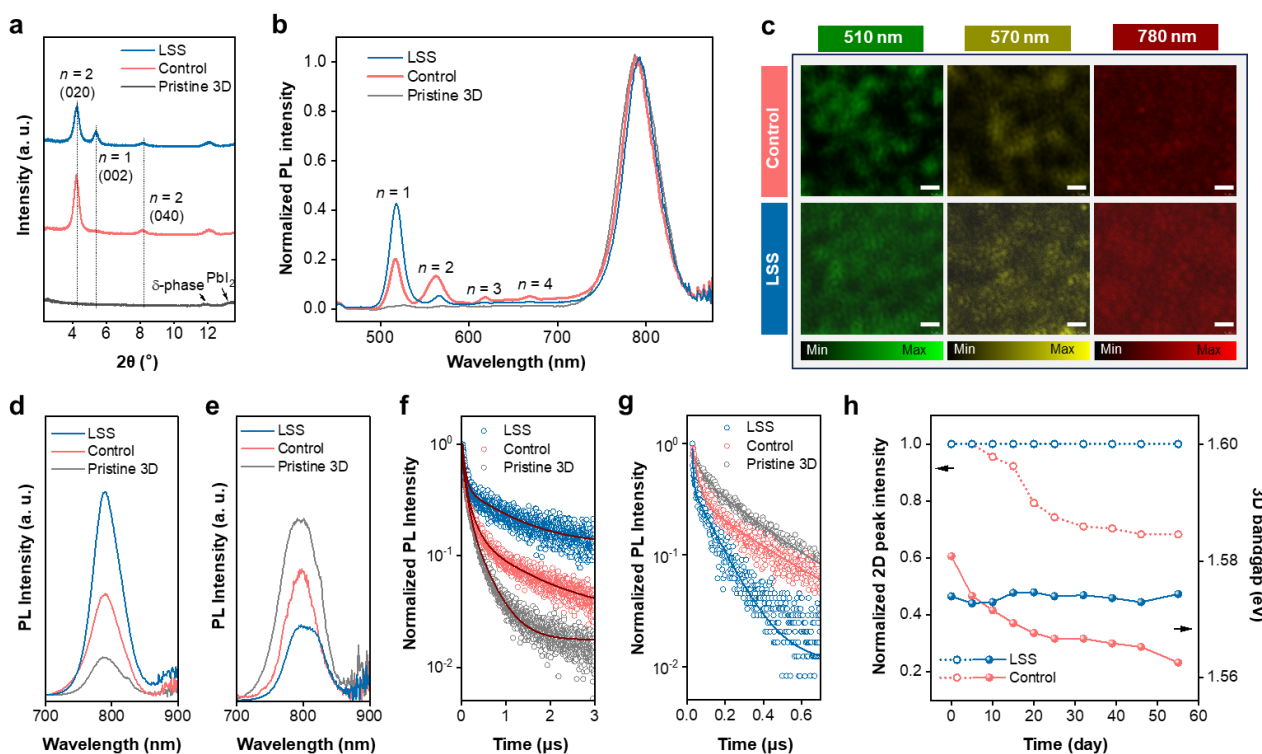 a
LSS
Control
Pristine 3D
n = 2
(020)
n = 1
(002)
n = 2
(040)
δ-phase
PbI2
Intensity (a. u.)
4 6 8 10 12
2θ (°)
b
LSS
Control
Pristine 3D
n = 1
n = 2
n = 3
n = 4
Normalized PL intensity
1.0
0.8
0.6
0.4
0.2
0.0
500 600 700 800
Wavelength (nm)
c
510 nm 570 nm 780 nm
Control
LSS
Min Max Min Max Min Max
d
LSS
Control
Pristine 3D
PL Intensity (a. u.)
700 800 900
Wavelength (nm)
e
LSS
Control
Pristine 3D
PL Intensity (a. u.)
700 800 900
Wavelength (nm)
f
LSS
Control
Pristine 3D
Normalized PL Intensity
10^0
10^-1
10^-2
0 1 2 3
Time (μs)
g
LSS
Control
Pristine 3D
Normalized PL Intensity
10^0
10^-1
10^-2
0.0 0.2 0.4 0.6
Time (μs)
h
Normalized 2D peak intensity
1.0
0.8
0.6
0.4
0.2
LSS
Control
0 10 20 30 40 50 60
Time (day)
1.60
1.58
1.56
3D bandgap (eV)